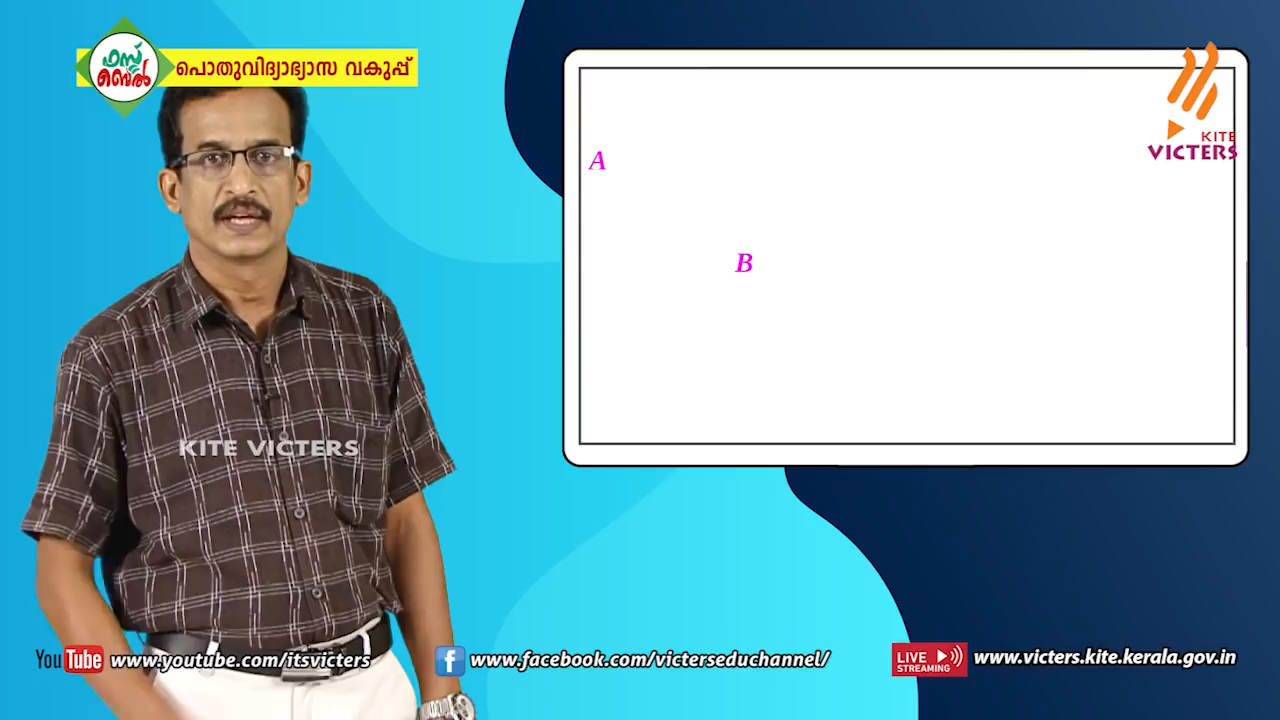 ഫസ്റ്റ്
ബെൽ
പൊതുവിദ്യാഭ്യാസ വകുപ്പ്
KITE
VICTERS
A
B
KITE VICTERS
YouTube www.youtube.com/itsvicters
f www.facebook.com/victerseduchannel/
LIVE
STREAMING
www.victers.kite.kerala.gov.in